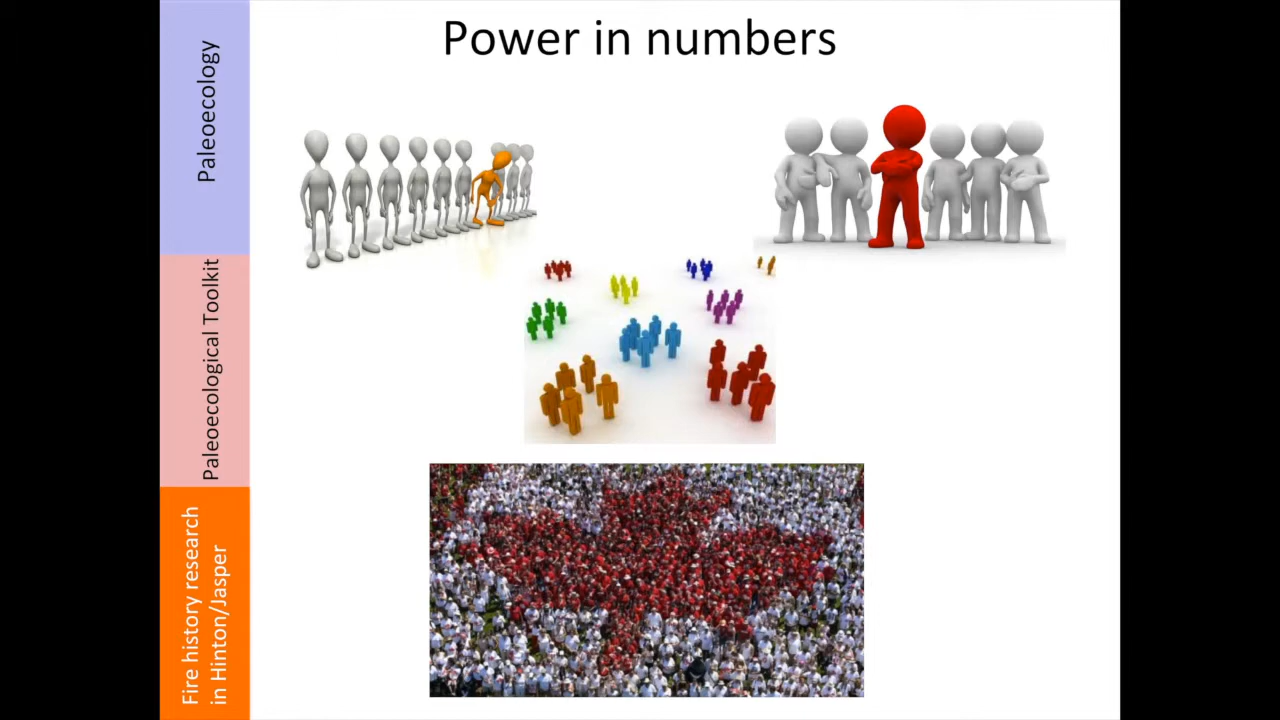 Power in numbers
Paleoecology
Paleoecological Toolkit
Fire history research
in Hinton/Jasper